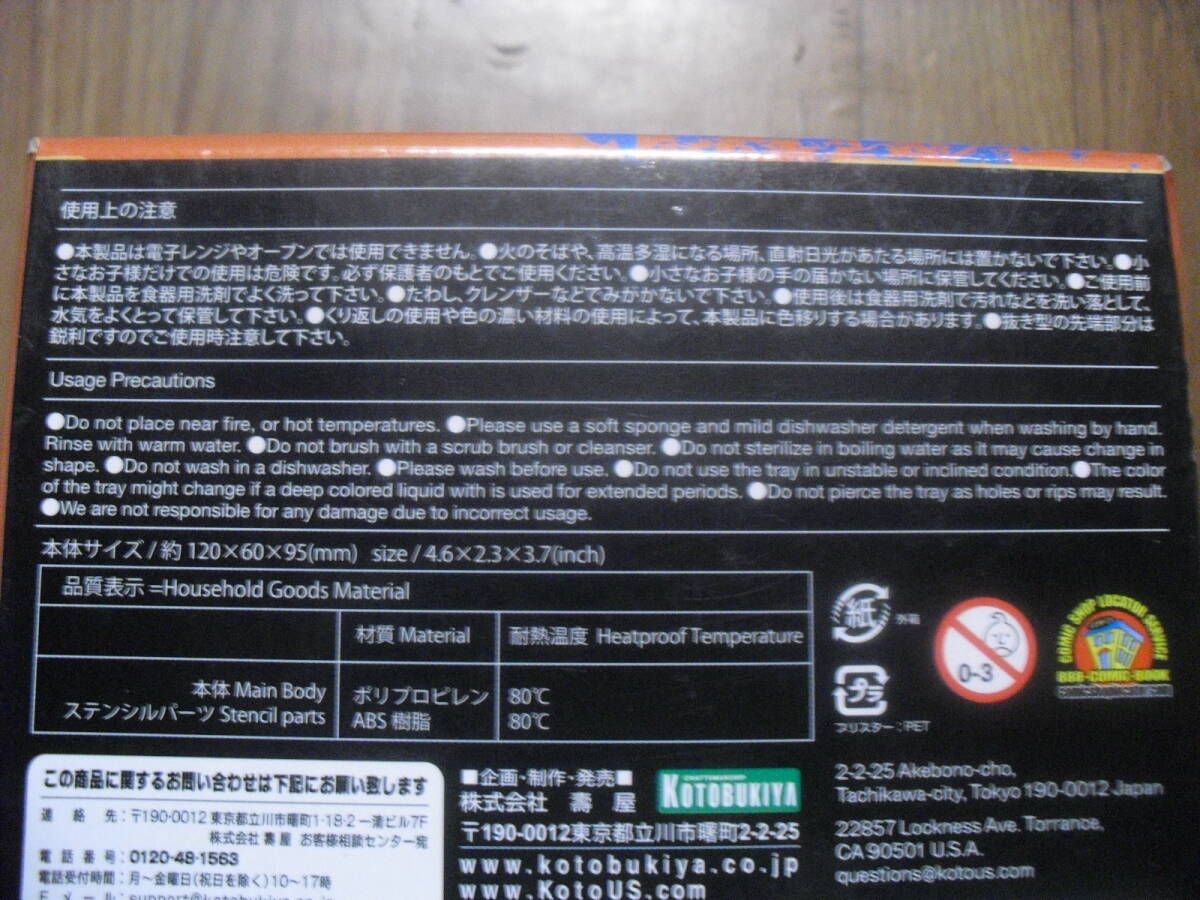 使用上の注意
●本製品は電子レンジやオーブンでは使用できません。●火のそばや、高温多湿になる場所、直射日光があたる場所には置かないで下さい。●小
さなお子様だけでの使用は危険です。必ず保護者のもとでご使用ください。●小さなお子様の手の届かない場所に保管してください。●ご使用前
に本製品を食器用洗剤でよく洗って下さい。●たわし、クレンザーなどでみがかないで下さい。●使用後は食器用洗剤で汚れなどを洗い落として、
水気をよくとって保管して下さい。●くり返しの使用や色の濃い材料の使用によって、本製品に色移りする場合があります。●抜き型の先端部分は
鋭利ですのでご使用時注意して下さい。
Usage Precautions
●Do not place near fire, or hot temperatures. ●Please use a soft sponge and mild dishwasher detergent when washing by hand.
Rinse with warm water. ●Do not brush with a scrub brush or cleanser. ●Do not sterilize in boiling water as it may cause change in
shape. ●Do not wash in a dishwasher. ●Please wash before use. ●Do not use the tray in unstable or inclined condition.●The color
of the tray might change if a deep colored liquid with is used for extended periods. ●Do not pierce the tray as holes or rips may result.
●We are not responsible for any damage due to incorrect usage.
本体サイズ/約120×60×95(mm) size/4.6×2.3×3.7(inch)
品質表示=Household Goods Material
材質 Material 耐熱温度 Heatproof Temperature
本体 Main Body ポリプロピレン 80℃
ステンシルパーツ Stencil parts ABS 樹脂 80℃
紙 外箱
プラ
ブリスター:PET
0-3
COMIC SHOP LOCATOR SERVICE
888-COMIC-BOOK
この商品に関するお問い合わせは下記にお願い致します
連絡先:〒190-0012 東京都立川市曙町1-18-2 一清ビル7F
株式会社 壽屋 お客様相談センター宛
電話番号:0120-48-1563
電話受付時間:月〜金曜日(祝日を除く)10〜17時
Eメール:support@kotobukiya.co.jp
■企画・制作・発売■
株式会社 壽屋
KOTOBUKIYA
〒190-0012東京都立川市曙町2-2-25
www.kotobukiya.co.jp
www.KotoUS.com
2-2-25 Akebono-cho,
Tachikawa-city, Tokyo 190-0012 Japan
22857 Lockness Ave. Torrance,
CA 90501 U.S.A.
questions@kotous.com